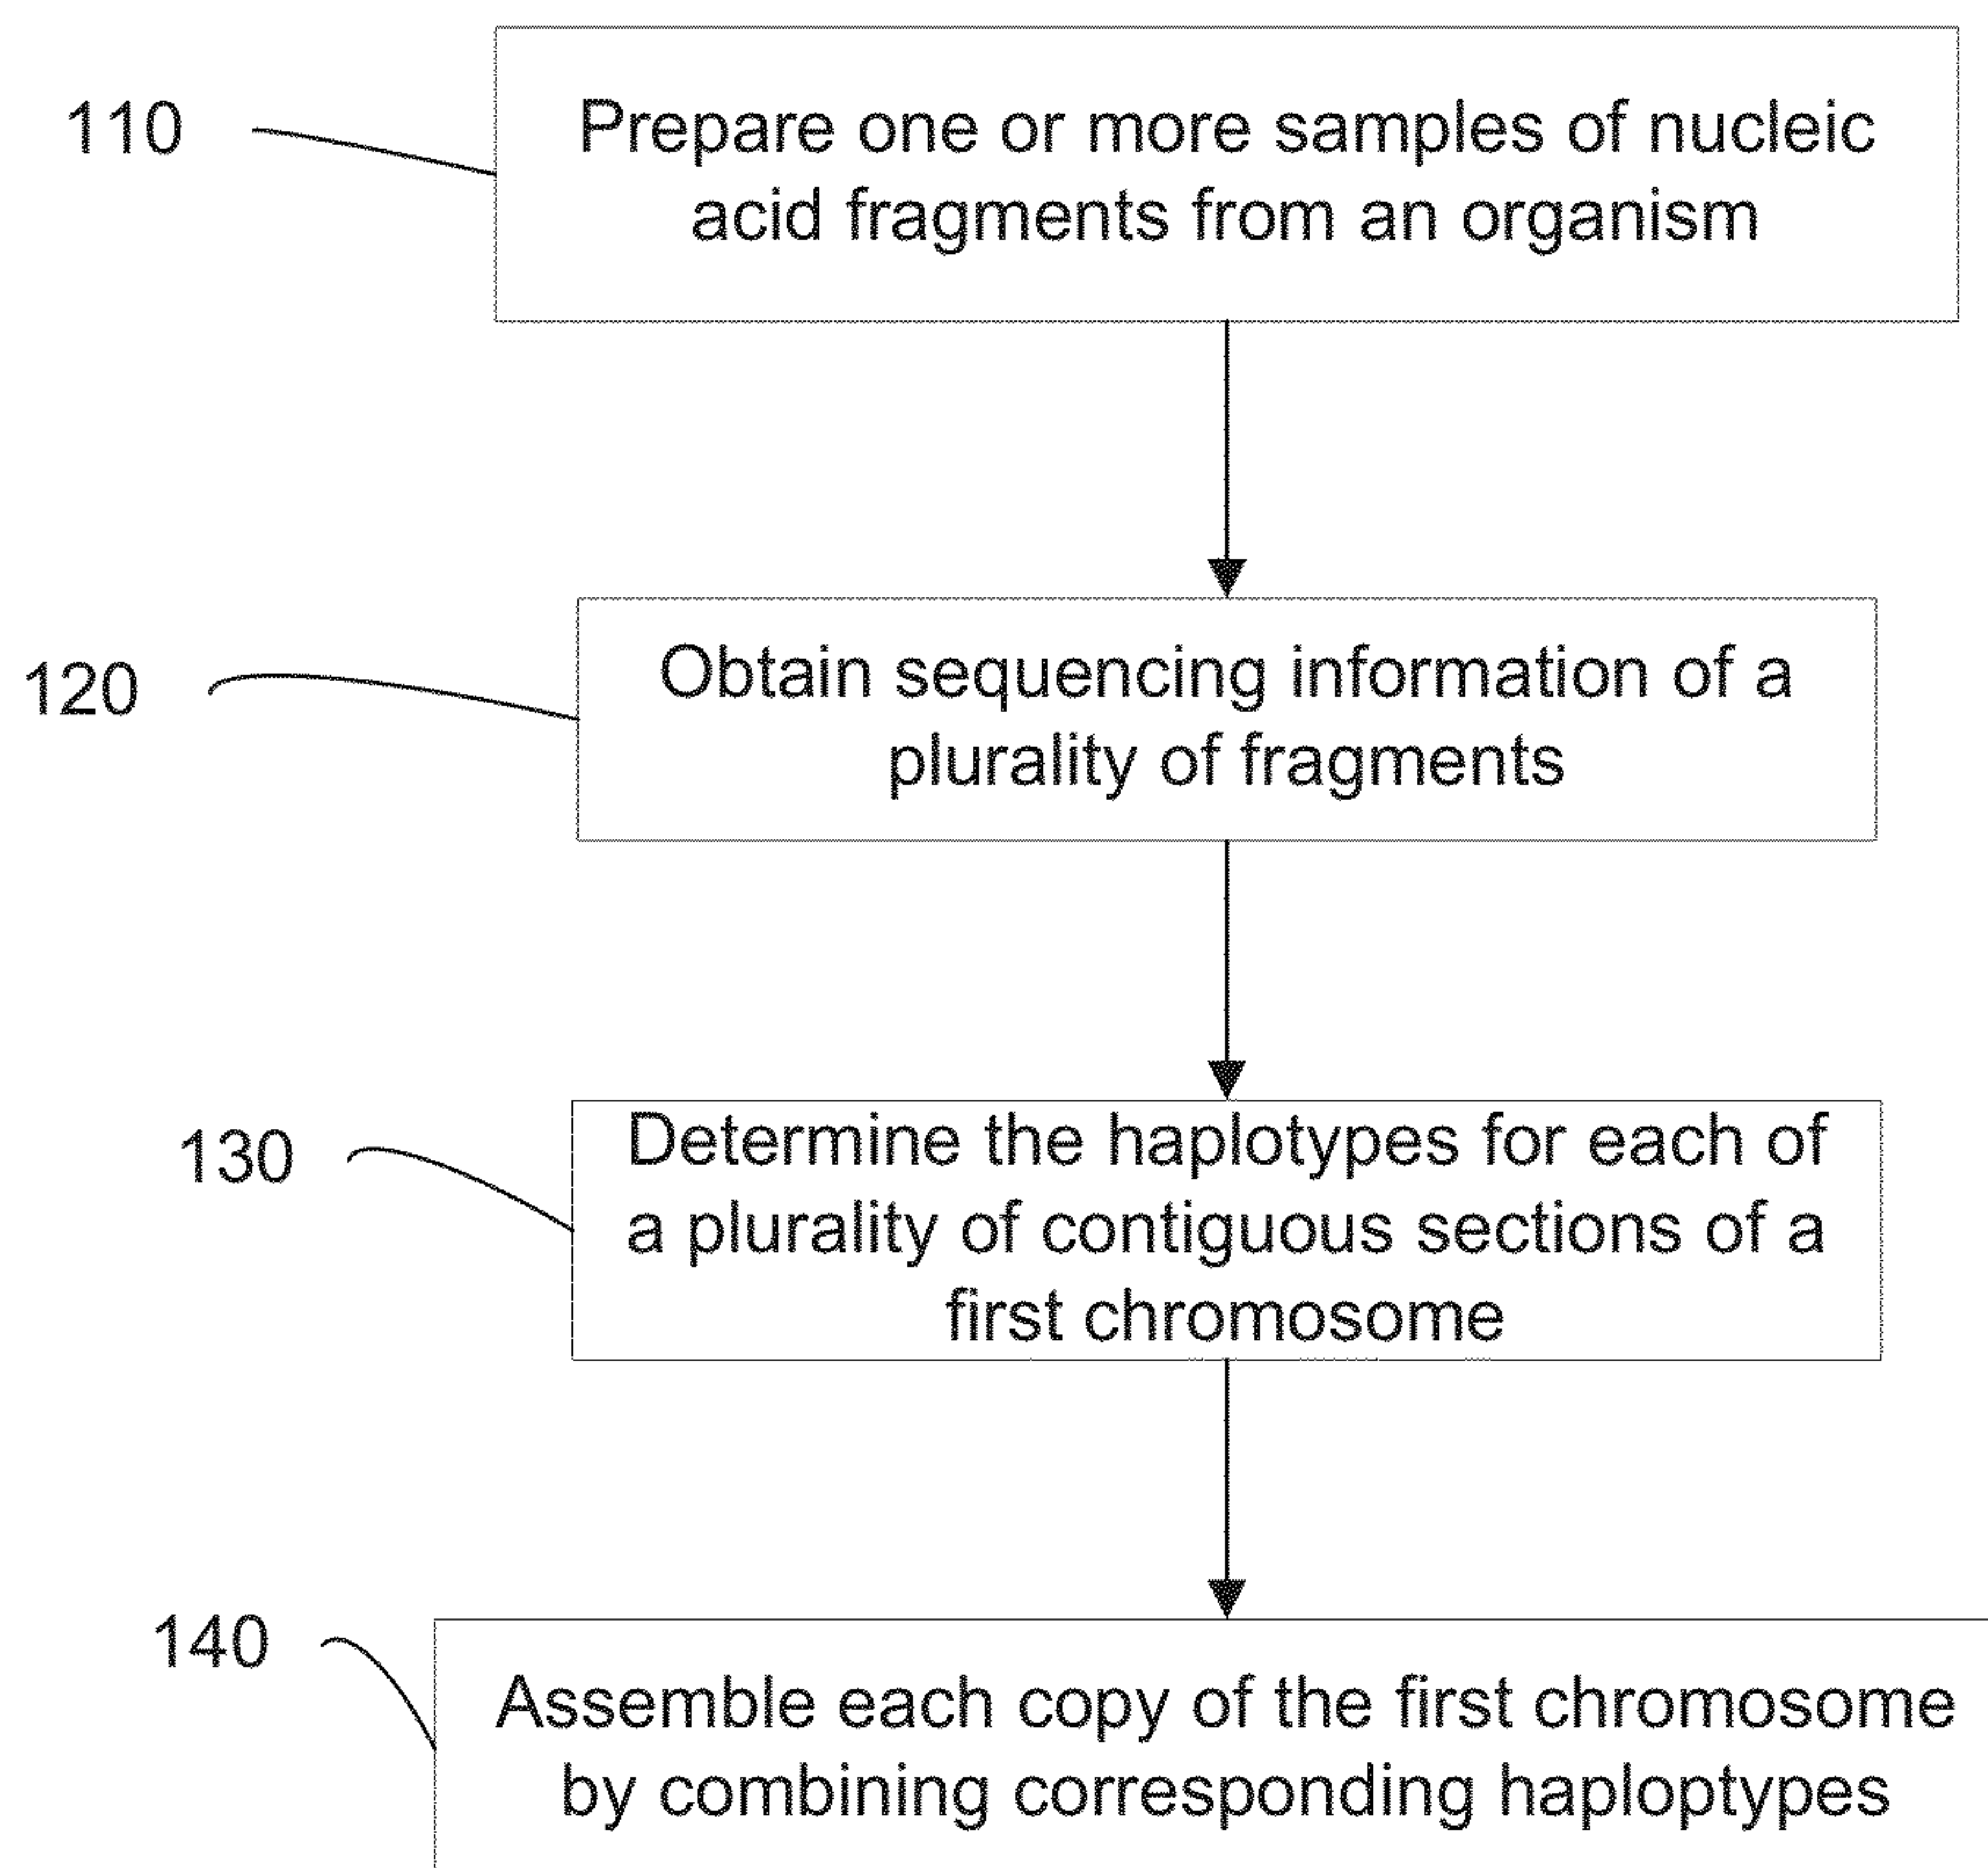 110
Prepare one or more samples of nucleic
acid fragments from an organism
120
Obtain sequencing information of a
plurality of fragments
130
Determine the haplotypes for each of
a plurality of contiguous sections of a
first chromosome
140
Assemble each copy of the first chromosome
by combining corresponding haploptypes